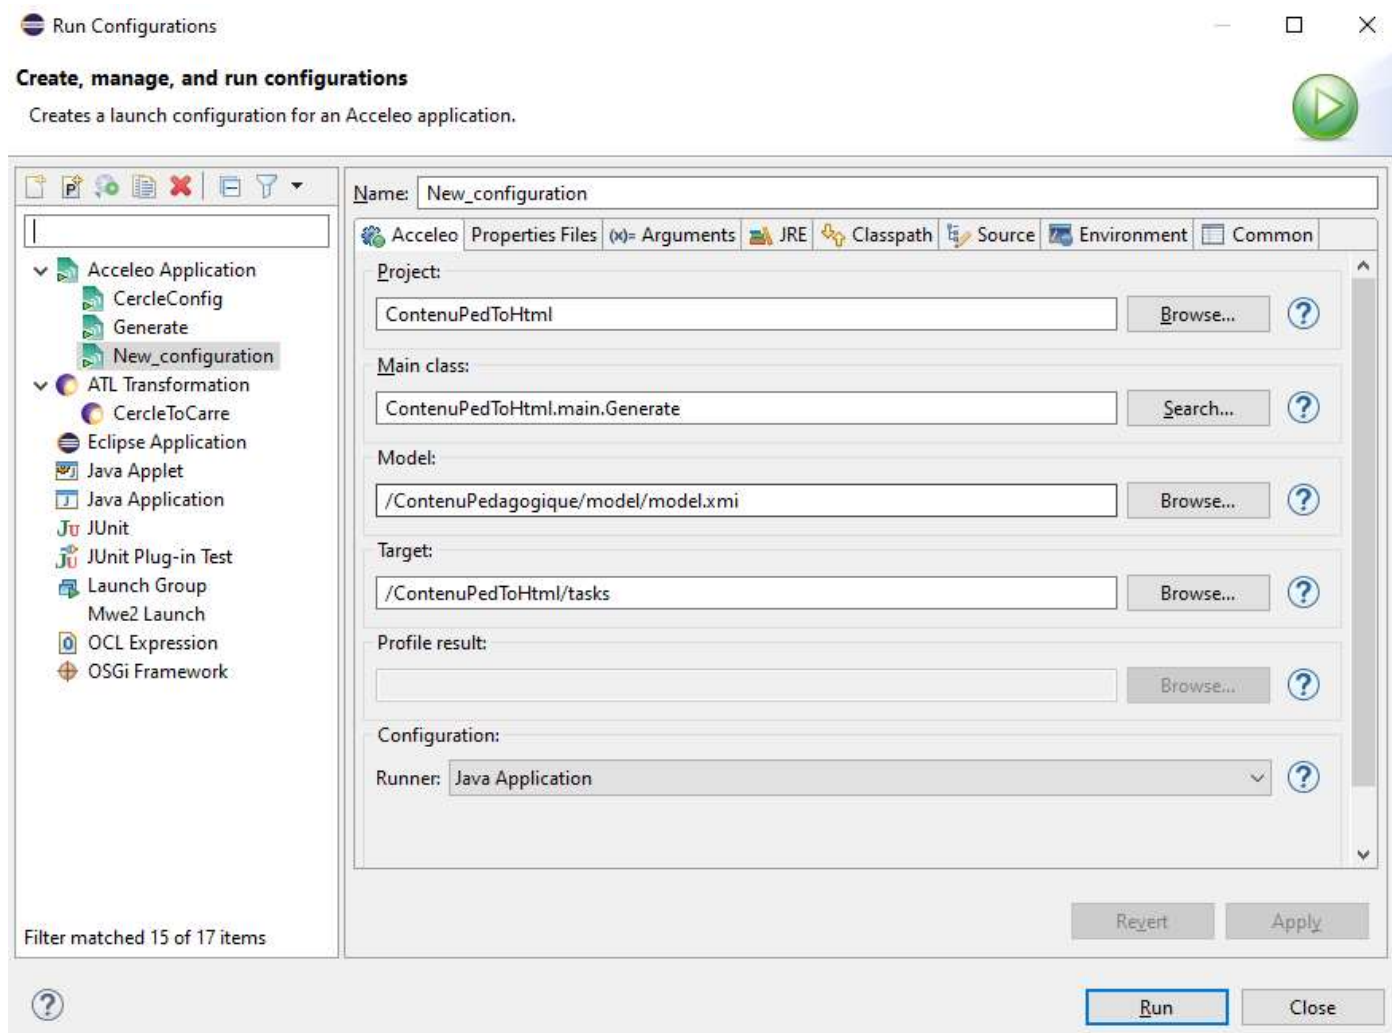 Run Configurations
Create, manage, and run configurations
Creates a launch configuration for an Acceleo application.
Name: New_configuration
Acceleo Properties Files (x)= Arguments JRE Classpath Source Environment Common
Acceleo Application
CercleConfig
Generate
New_configuration
ATL Transformation
CercleToCarre
Eclipse Application
Java Applet
Java Application
Ju JUnit
JUnit Plug-in Test
Launch Group
Mwe2 Launch
OCL Expression
OSGi Framework
Filter matched 15 of 17 items
Project:
ContenuPedToHtml Browse...
Main class:
ContenuPedToHtml.main.Generate Search...
Model:
/ContenuPedagogique/model/model.xmi Browse...
Target:
/ContenuPedToHtml/tasks Browse...
Profile result:
Browse...
Configuration:
Runner: Java Application
Revert Apply
Run Close